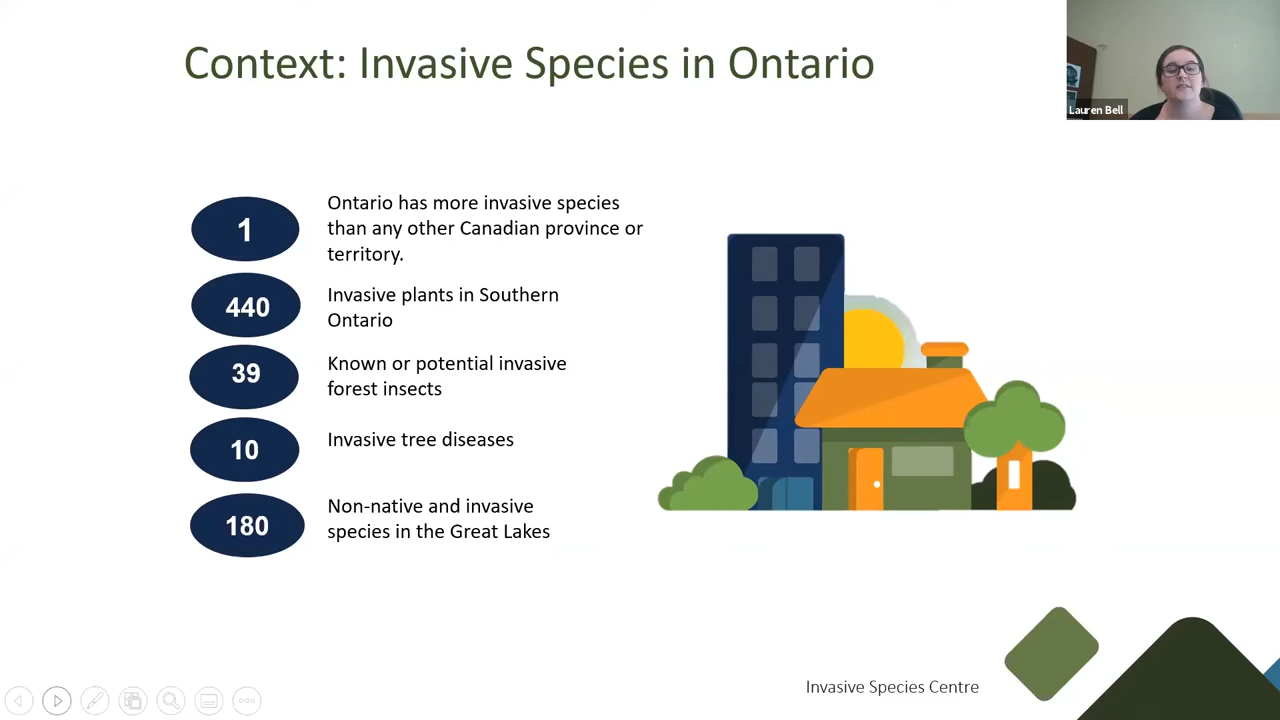 Context: Invasive Species in Ontario
Lauren Bell
1
Ontario has more invasive species
than any other Canadian province or
territory.
440
Invasive plants in Southern
Ontario
39
Known or potential invasive
forest insects
10
Invasive tree diseases
180
Non-native and invasive
species in the Great Lakes
Invasive Species Centre